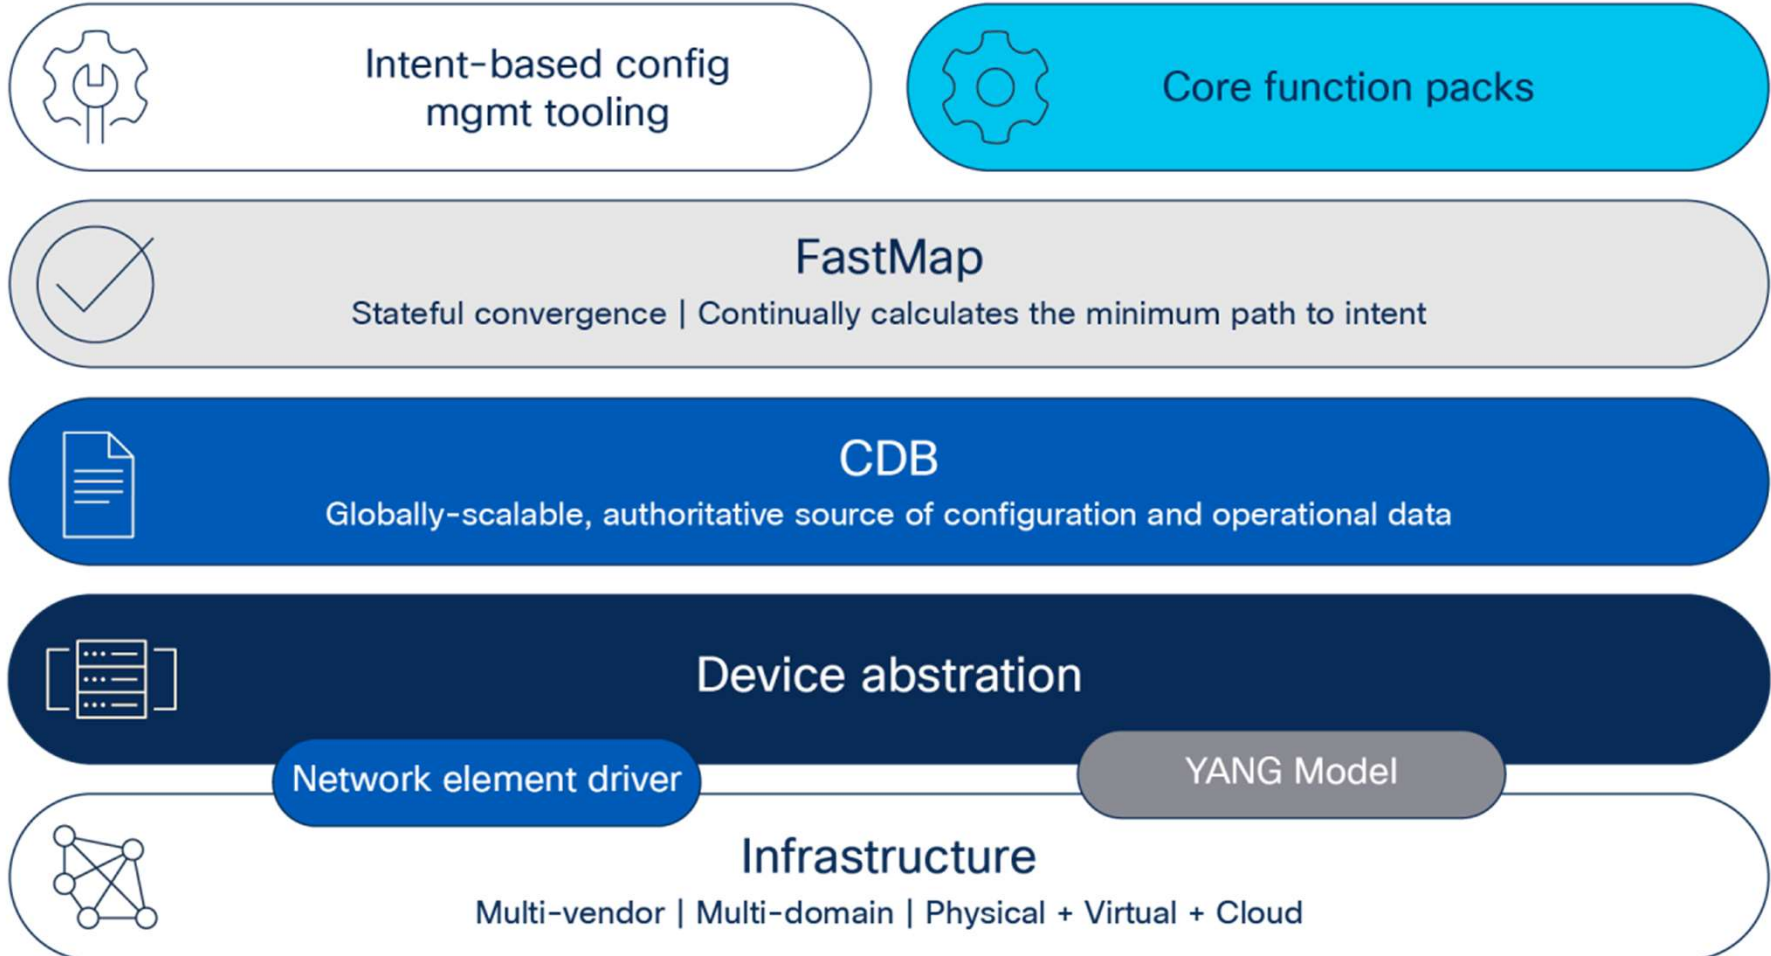 Intent-based config
mgmt tooling
Core function packs
FastMap
Stateful convergence | Continually calculates the minimum path to intent
CDB
Globally-scalable, authoritative source of configuration and operational data
Device abstration
Network element driver
YANG Model
Infrastructure
Multi-vendor | Multi-domain | Physical + Virtual + Cloud